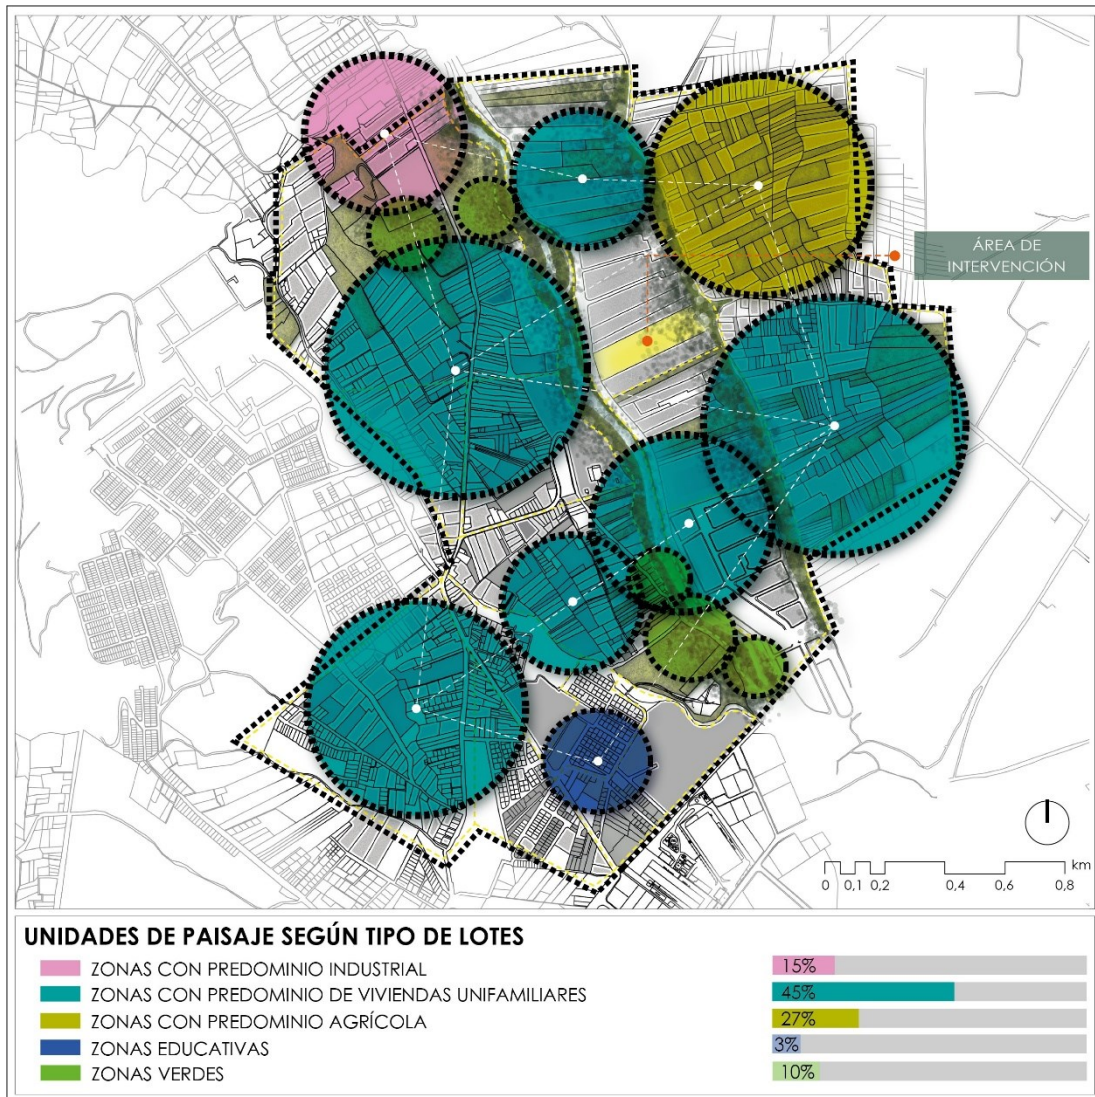 ÁREA DE
INTERVENCIÓN
km
0 0,1 0,2 0,4 0,6 0,8
UNIDADES DE PAISAJE SEGÚN TIPO DE LOTES
ZONAS CON PREDOMINIO INDUSTRIAL 15%
ZONAS CON PREDOMINIO DE VIVIENDAS UNIFAMILIARES 45%
ZONAS CON PREDOMINIO AGRÍCOLA 27%
ZONAS EDUCATIVAS 3%
ZONAS VERDES 10%